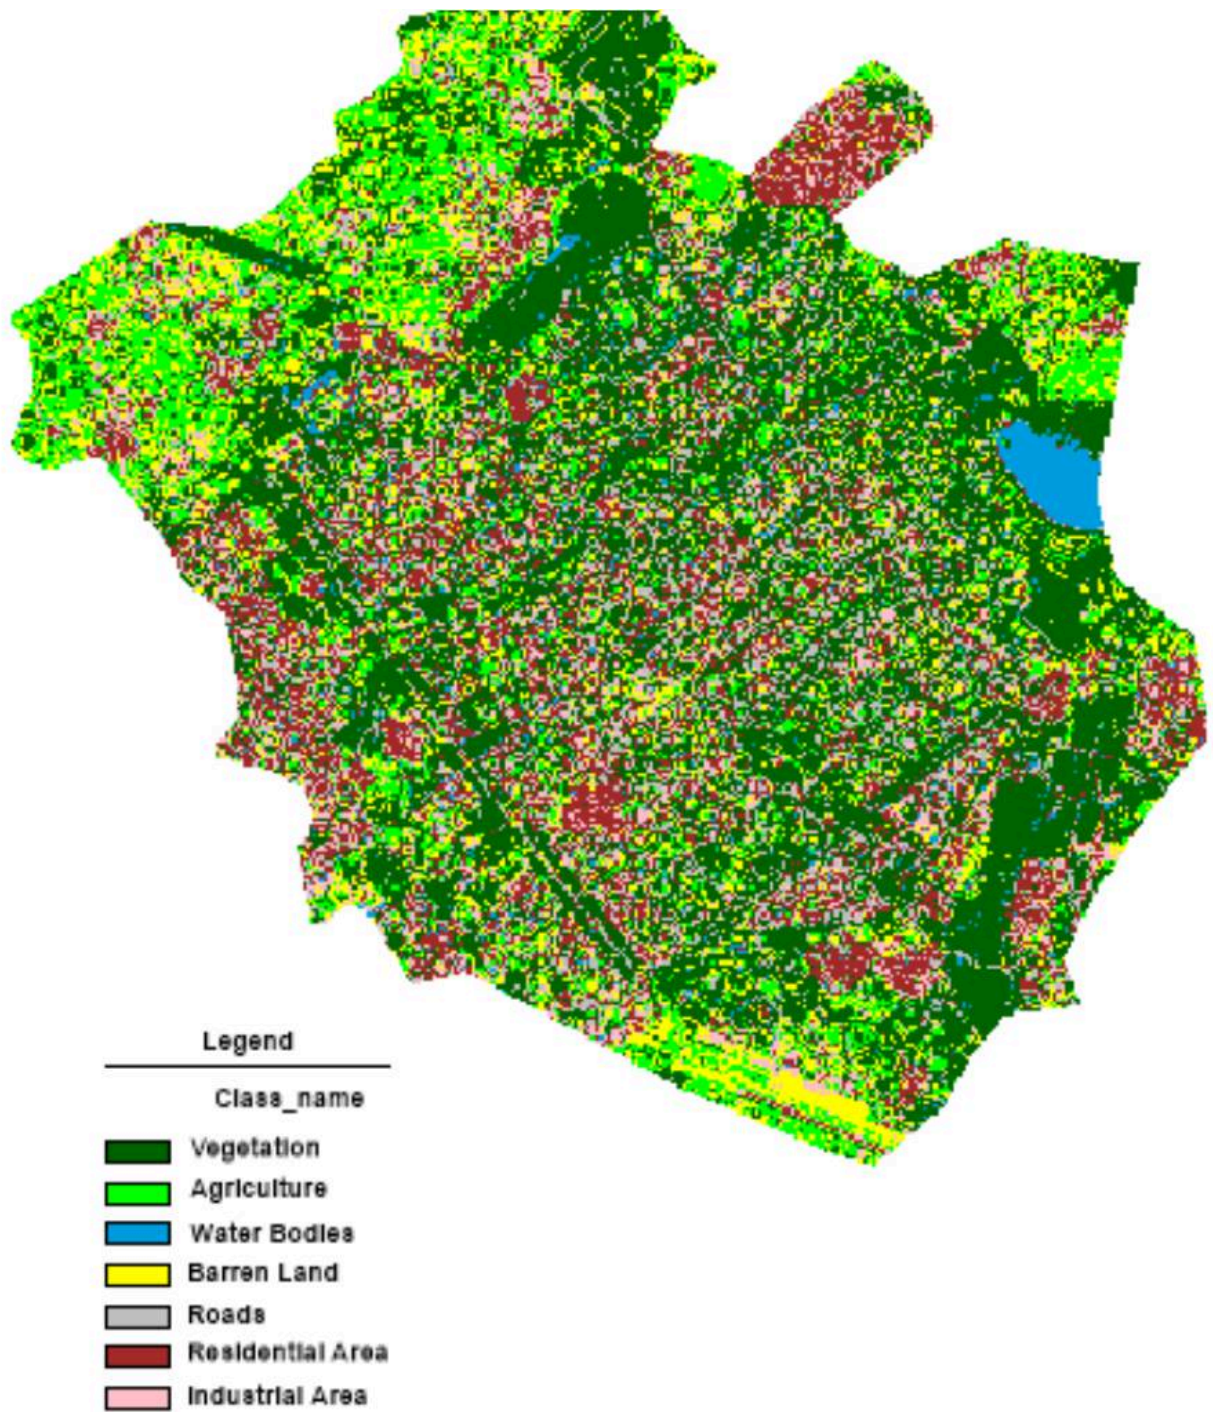 Legend
Class_name
Vegetation
Agriculture
Water Bodies
Barren Land
Roads
Residential Area
Industrial Area